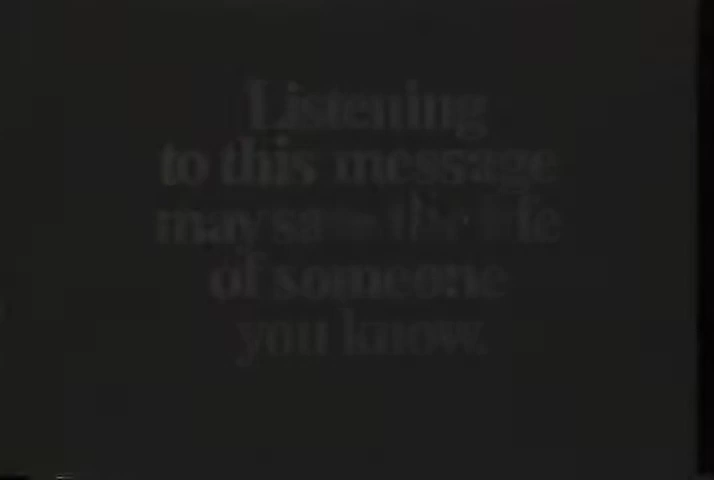 Listening
to this message
may save the life
of someone
you know.